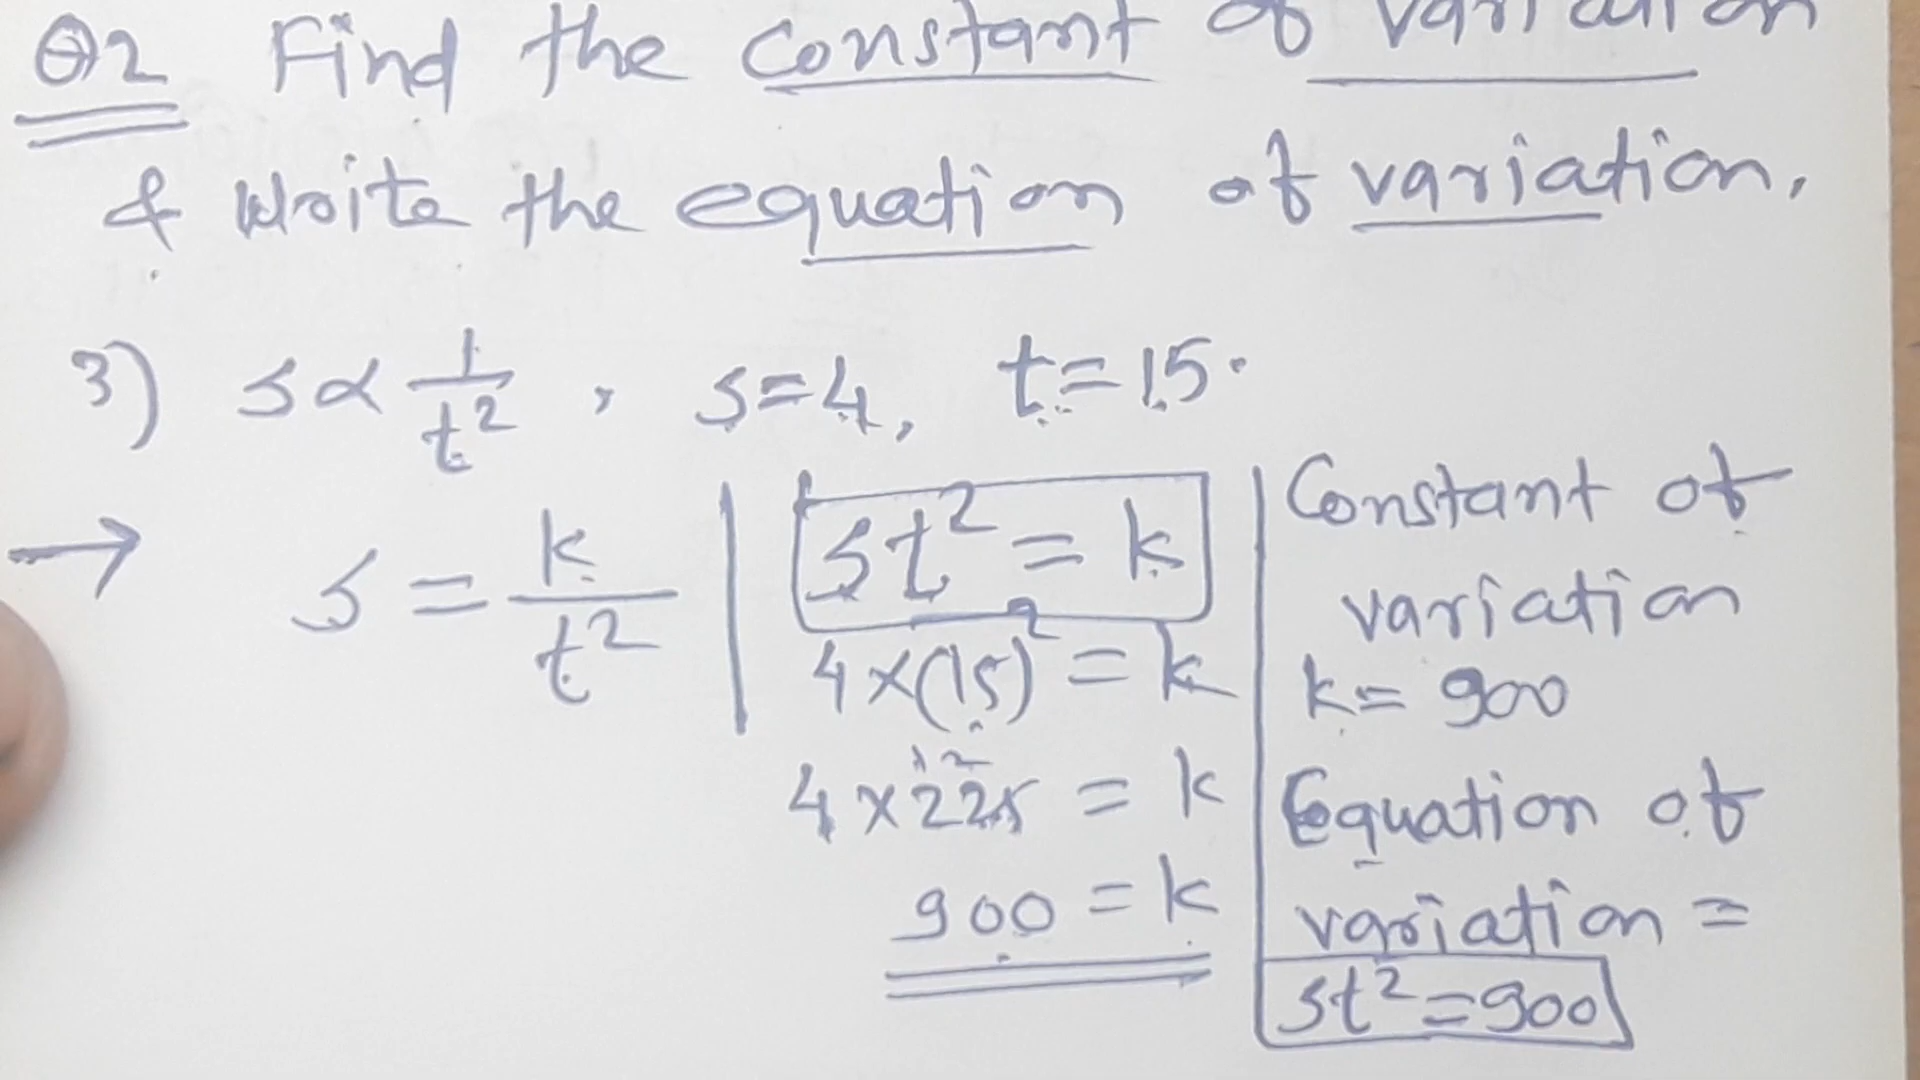 Q2 Find the constant of variation
& Write the equation of variation.
3) s ∝ 1/t² , s=4, t=15.
→ s = k/t²
st² = k
4×(15)² = k
4×225 = k
900 = k
Constant of
variation
k= 900
Equation of
variation =
st²=900